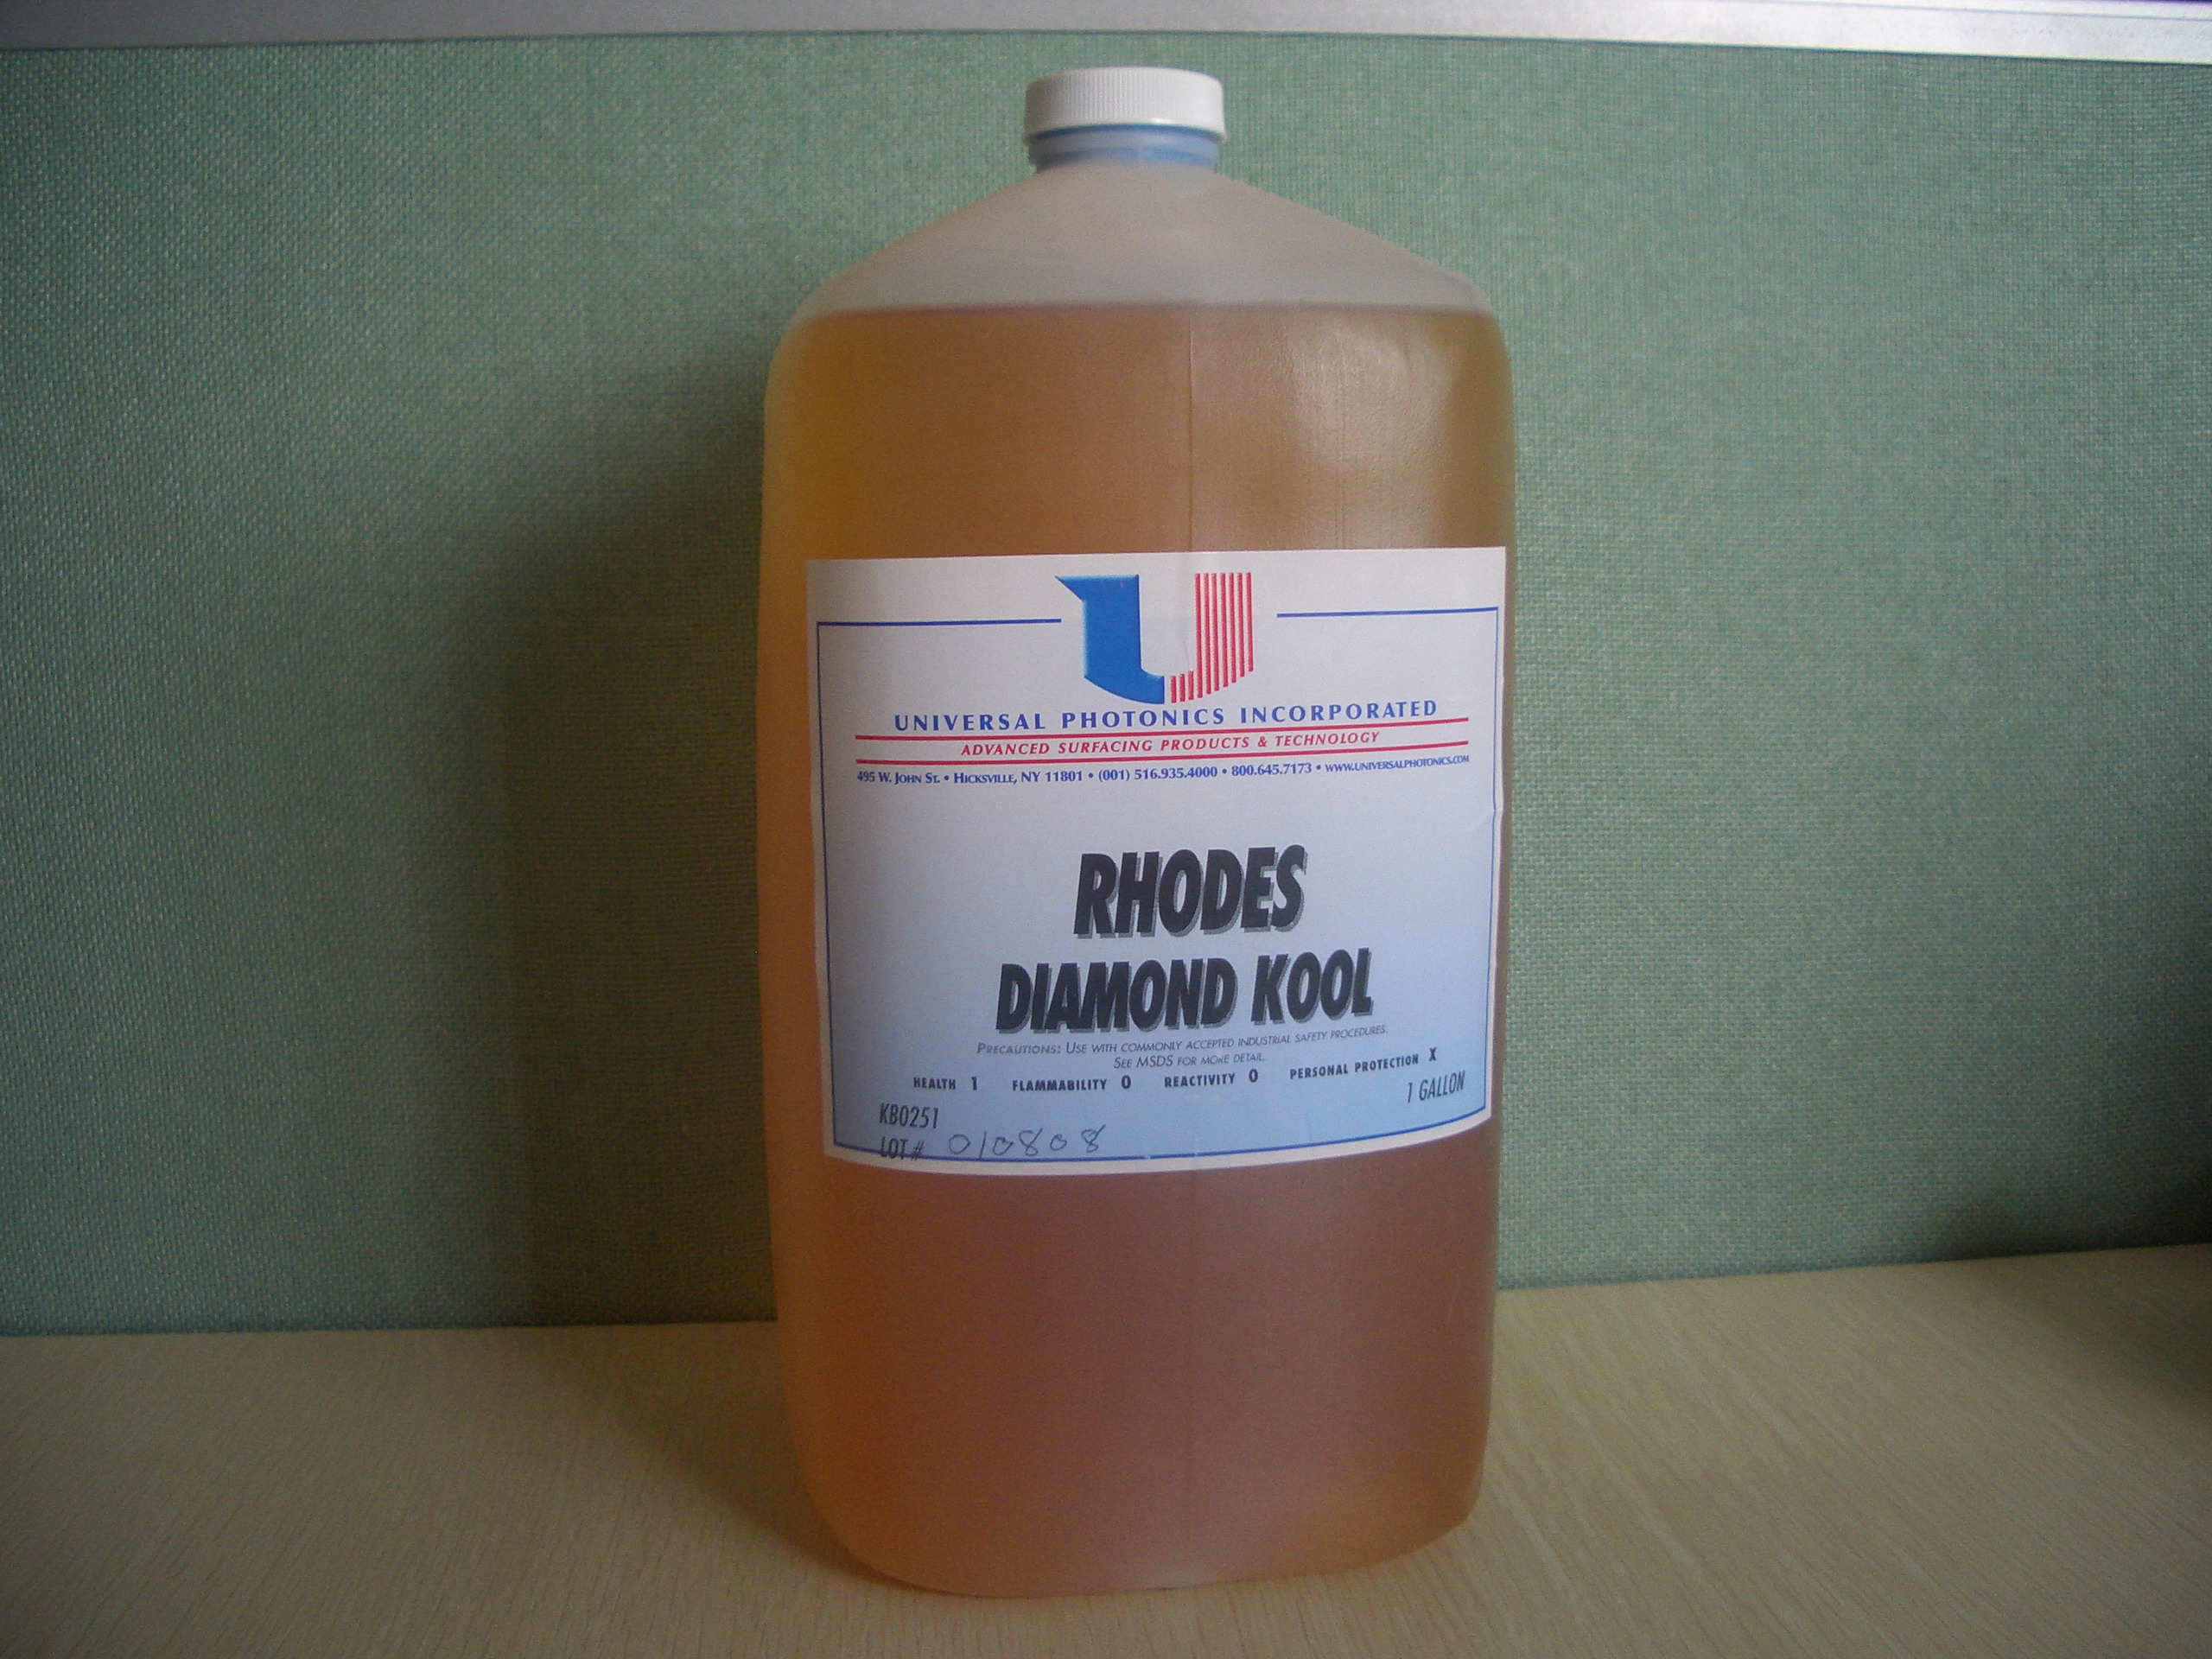 UNIVERSAL PHOTONICS INCORPORATED
ADVANCED SURFACING PRODUCTS & TECHNOLOGY
495 W. JOHN ST. • HICKSVILLE, NY 11801 • (001) 516.935.4000 • 800.645.7173 • WWW.UNIVERSALPHOTONICS.COM
RHODES
DIAMOND KOOL
PRECAUTIONS: USE WITH COMMONLY ACCEPTED INDUSTRIAL SAFETY PROCEDURES.
SEE MSDS FOR MORE DETAIL.
HEALTH 1 FLAMMABILITY 0 REACTIVITY 0 PERSONAL PROTECTION X
KB0251 1 GALLON
LOT # 010808